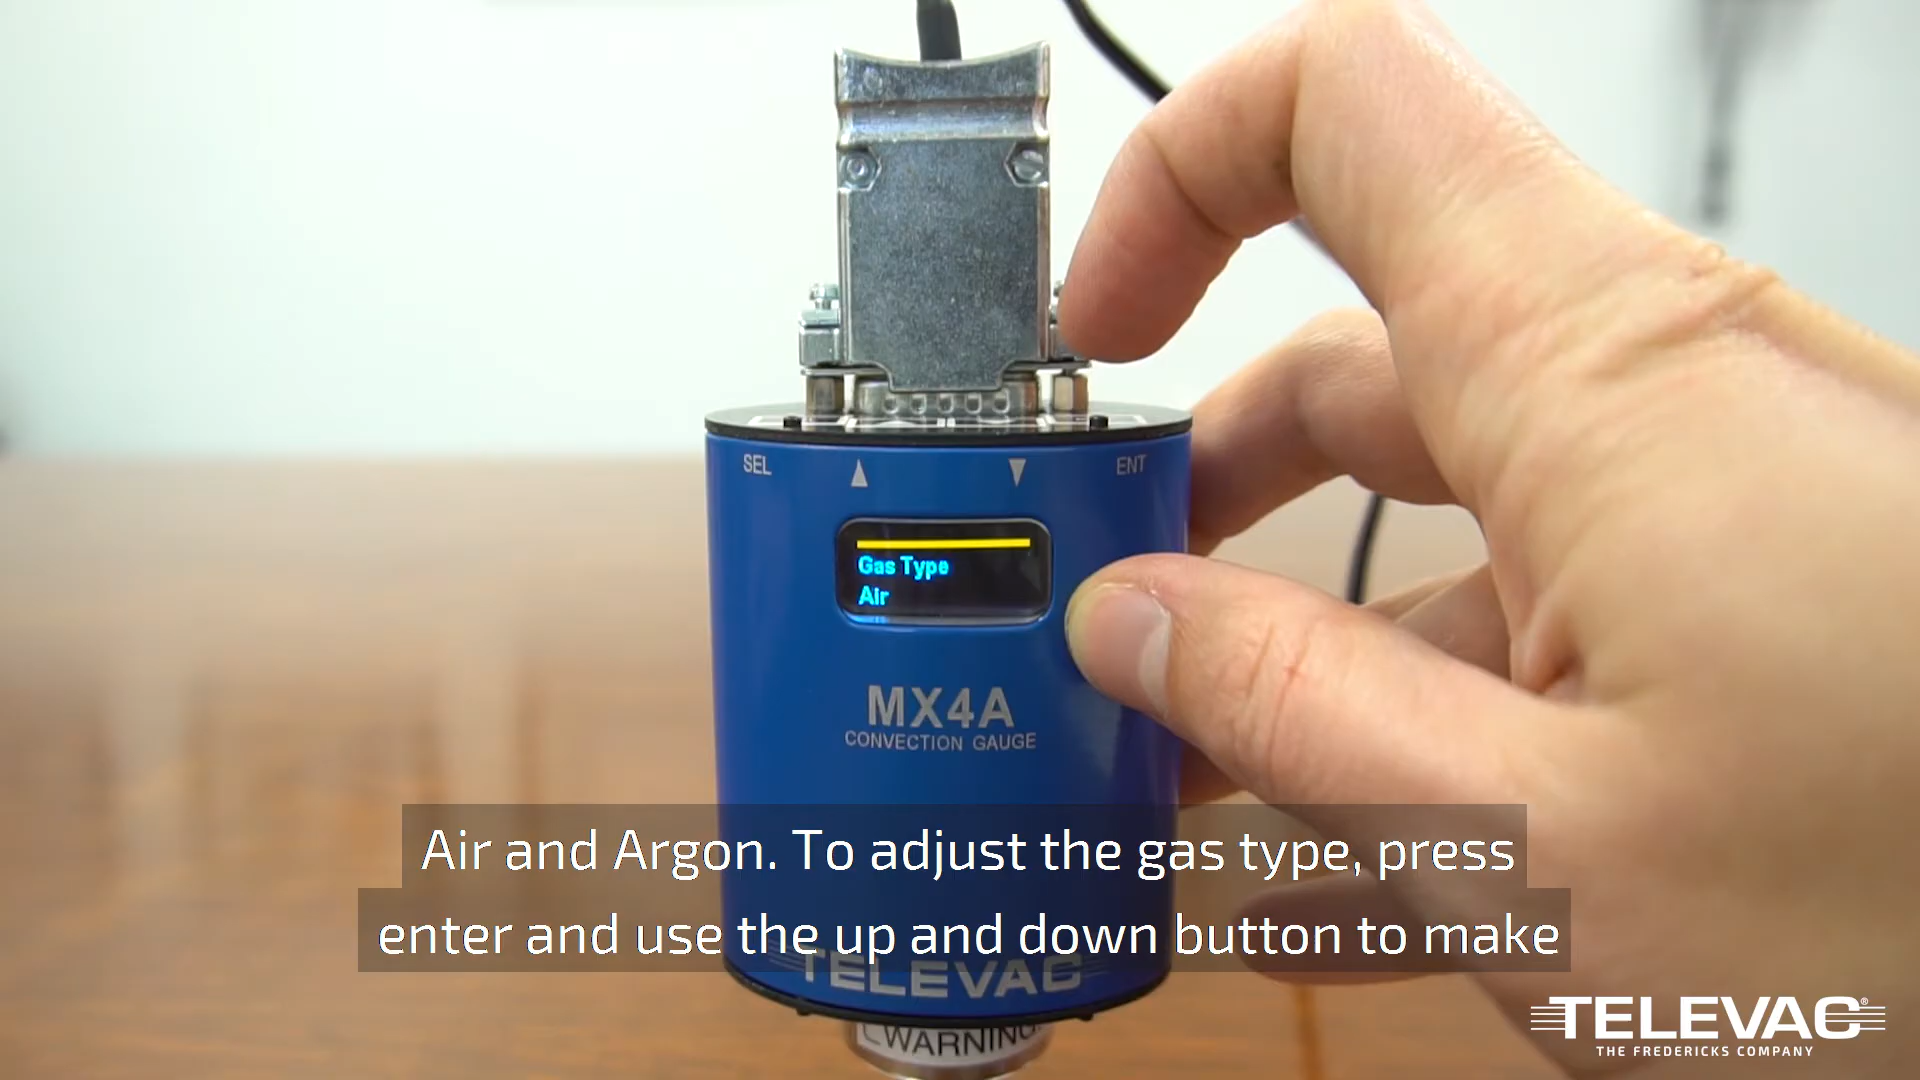 SEL ▲ ▼ ENT
Gas Type
Air
MX4A
CONVECTION GAUGE
Air and Argon. To adjust the gas type, press
enter and use the up and down button to make
TELEVAC
WARNING
TELEVAC®
THE FREDERICKS COMPANY